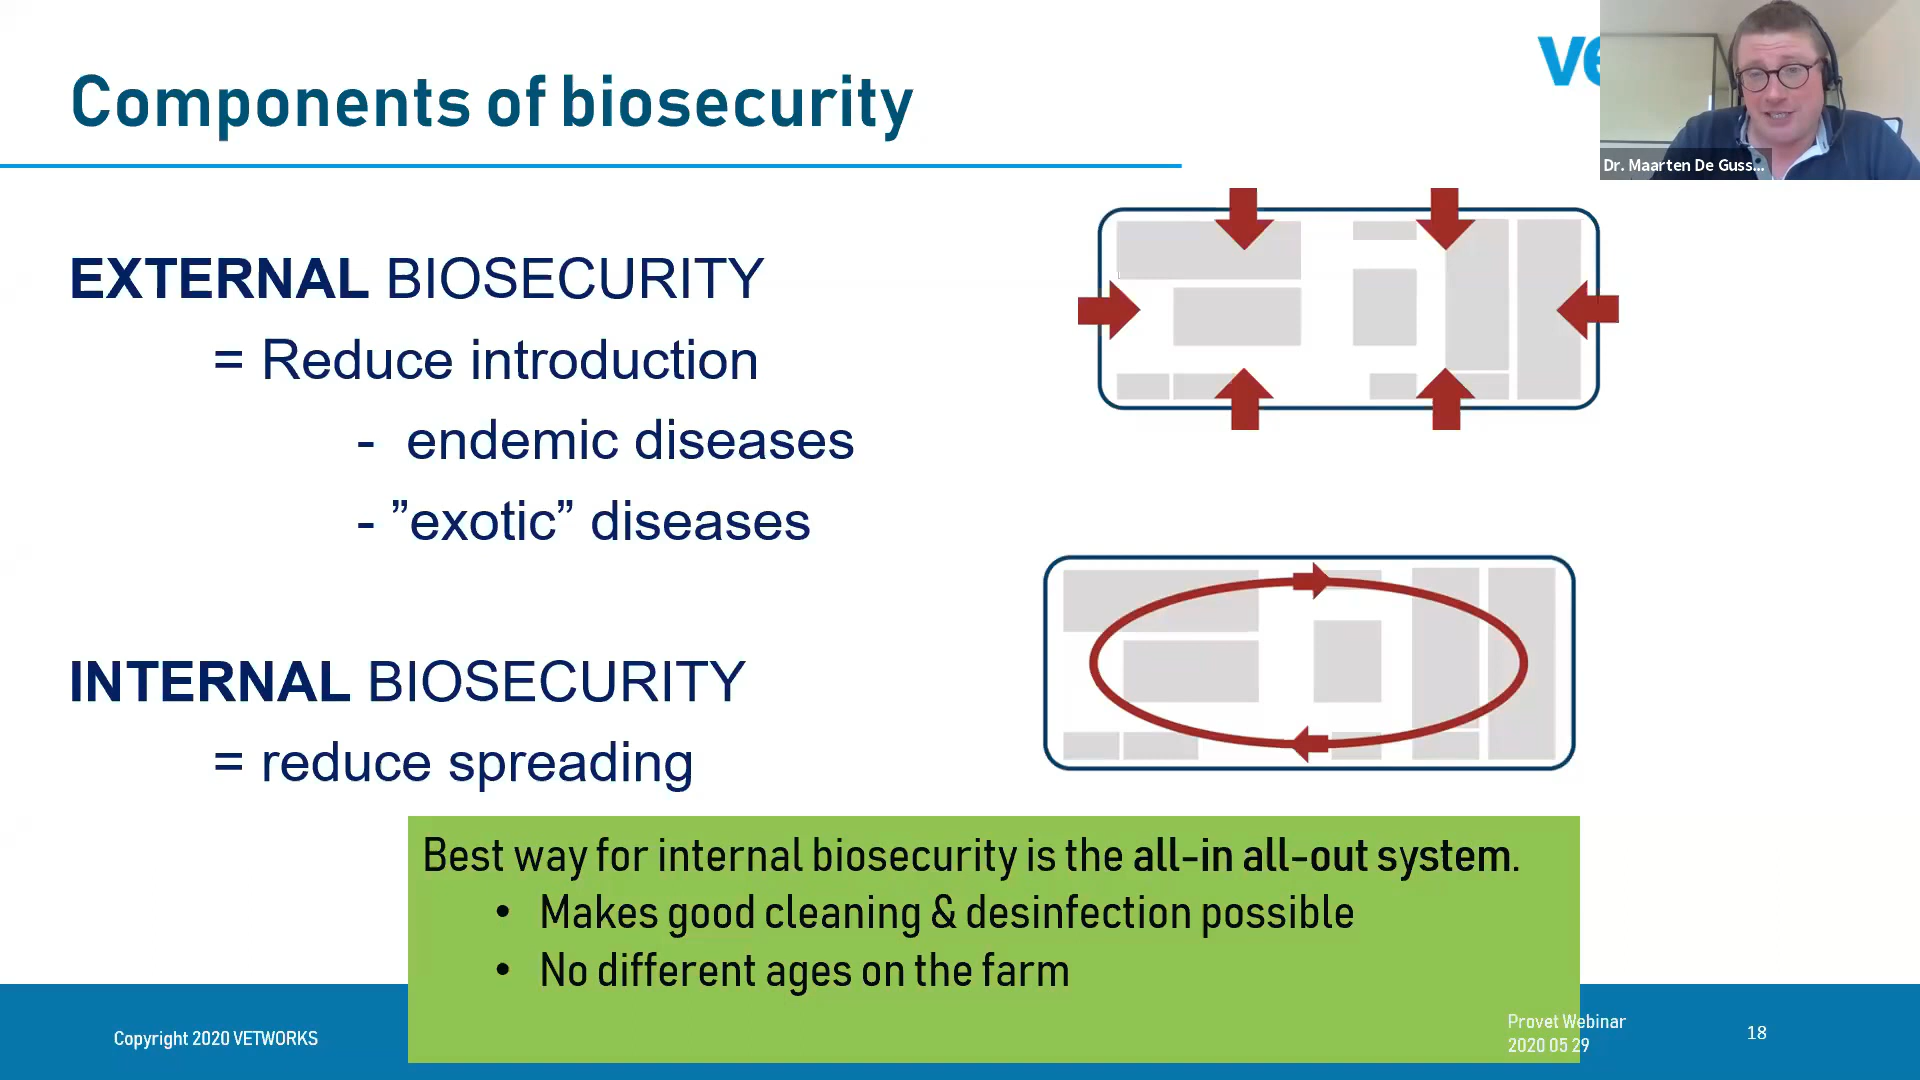 Components of biosecurity
ve
Dr. Maarten De Guss...
EXTERNAL BIOSECURITY
= Reduce introduction
- endemic diseases
- ”exotic” diseases
INTERNAL BIOSECURITY
= reduce spreading
Best way for internal biosecurity is the all-in all-out system.
• Makes good cleaning & desinfection possible
• No different ages on the farm
Copyright 2020 VETWORKS
Provet Webinar
2020 05 29
18